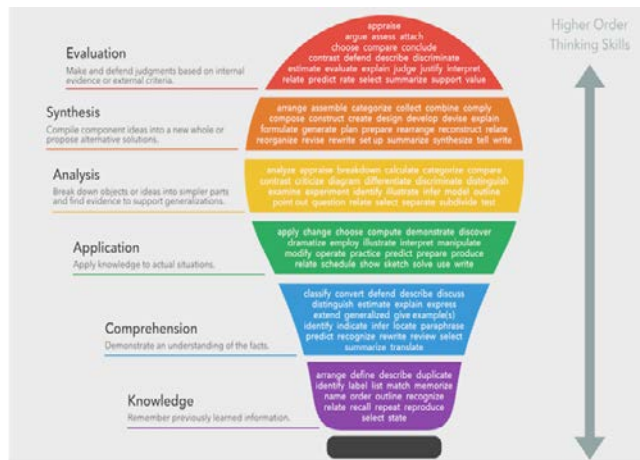 Higher Order
Thinking Skills
appraise
argue assess attach
choose compare conclude
contrast defend describe discriminate
estimate evaluate explain judge justify interpret
relate predict rate select summarize support value
Evaluation
Make and defend judgments based on internal
evidence or external criteria.
arrange assemble categorize collect combine comply
compose construct create design develop devise explain
formulate generate plan prepare rearrange reconstruct relate
reorganize revise rewrite set up summarize synthesize tell write
Synthesis
Compile component ideas into a new whole or
propose alternative solutions.
analyze appraise breakdown calculate categorize compare
contrast criticize diagram differentiate discriminate distinguish
examine experiment identify illustrate infer model outline
point out question relate select separate subdivide test
Analysis
Break down objects or ideas into simpler parts
and find evidence to support generalizations.
apply change choose compute demonstrate discover
dramatize employ illustrate interpret manipulate
modify operate practice predict prepare produce
relate schedule show sketch solve use write
Application
Apply knowledge to actual situations.
classify convert defend describe discuss
distinguish estimate explain express
extend generalized give example(s)
identify indicate infer locate paraphrase
predict recognize rewrite review select
summarize translate
Comprehension
Demonstrate an understanding of the facts.
arrange define describe duplicate
identify label list match memorize
name order outline recognize
relate recall repeat reproduce
select state
Knowledge
Remember previously learned information.